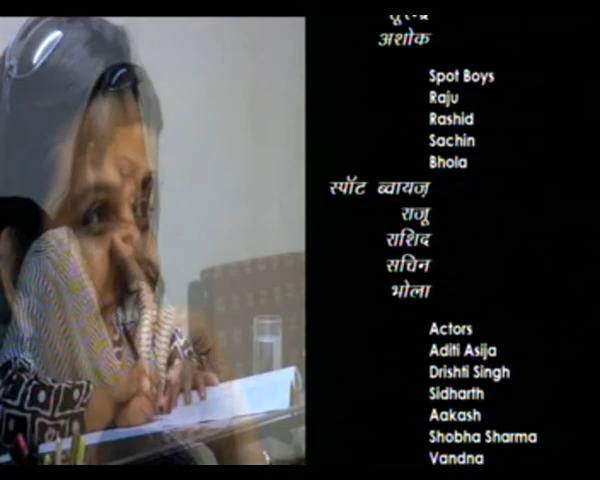 अशोक
Spot Boys
Raju
Rashid
Sachin
Bhola
स्पॉट ब्वायज़
राजू
राशिद
सचिन
भोला
Actors
Aditi Asija
Drishti Singh
Sidharth
Aakash
Shobha Sharma
Vandna